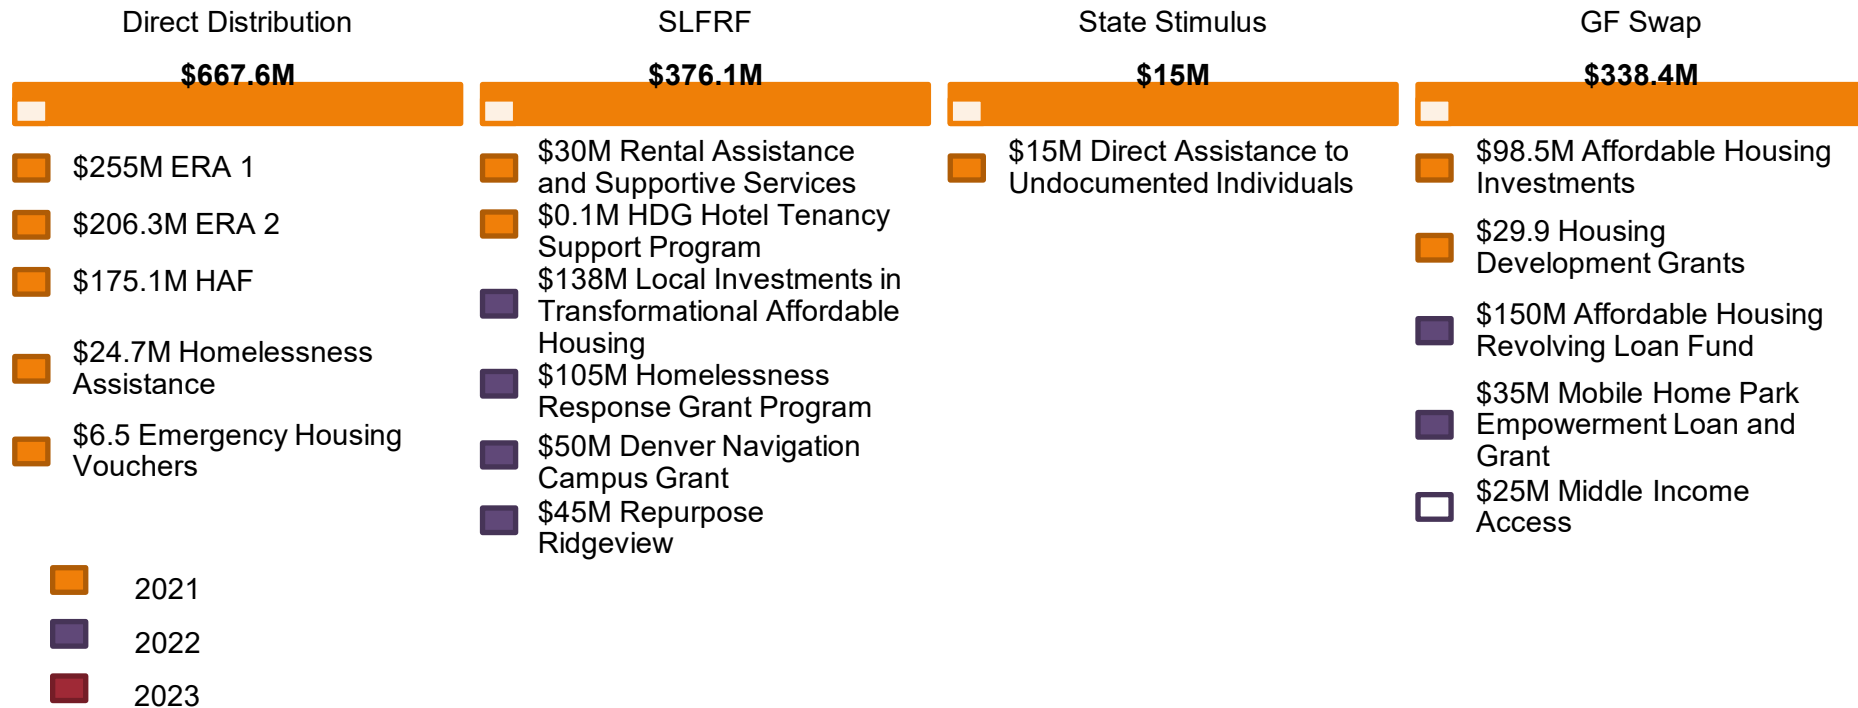 Direct Distribution
$667.6M
$255M ERA 1
$206.3M ERA 2
$175.1M HAF
$24.7M Homelessness
Assistance
$6.5 Emergency Housing
Vouchers
SLFRF
$376.1M
$30M Rental Assistance
and Supportive Services
$0.1M HDG Hotel Tenancy
Support Program
$138M Local Investments in
Transformational Affordable
Housing
$105M Homelessness
Response Grant Program
$50M Denver Navigation
Campus Grant
$45M Repurpose
Ridgeview
State Stimulus
$15M
$15M Direct Assistance to
Undocumented Individuals
GF Swap
$338.4M
$98.5M Affordable Housing
Investments
$29.9 Housing
Development Grants
$150M Affordable Housing
Revolving Loan Fund
$35M Mobile Home Park
Empowerment Loan and
Grant
$25M Middle Income
Access
2021
2022
2023